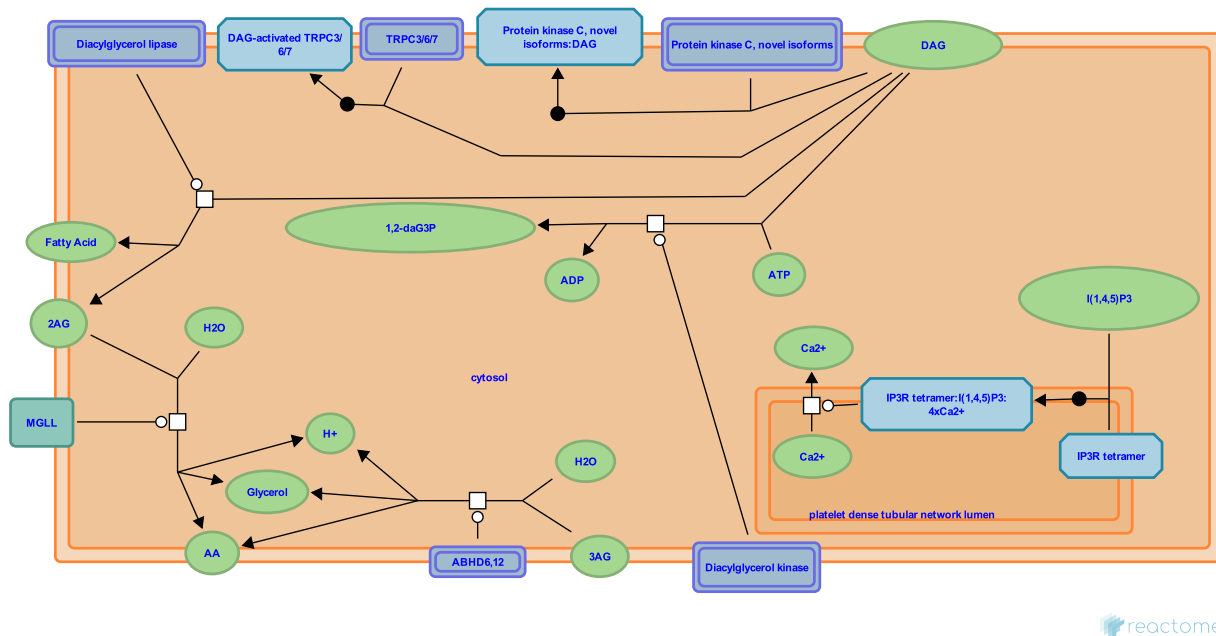 Diacylglycerol lipase
DAG-activated TRPC3/
6/7
TRPC3/6/7
Protein kinase C, novel
isoforms:DAG
Protein kinase C, novel isoforms
DAG
Fatty Acid
1,2-daG3P
ADP
ATP
I(1,4,5)P3
2AG
H2O
Ca2+
cytosol
IP3R tetramer:I(1,4,5)P3:
4xCa2+
MGLL
H+
H2O
Ca2+
IP3R tetramer
Glycerol
platelet dense tubular network lumen
AA
ABHD6,12
3AG
Diacylglycerol kinase
reactome